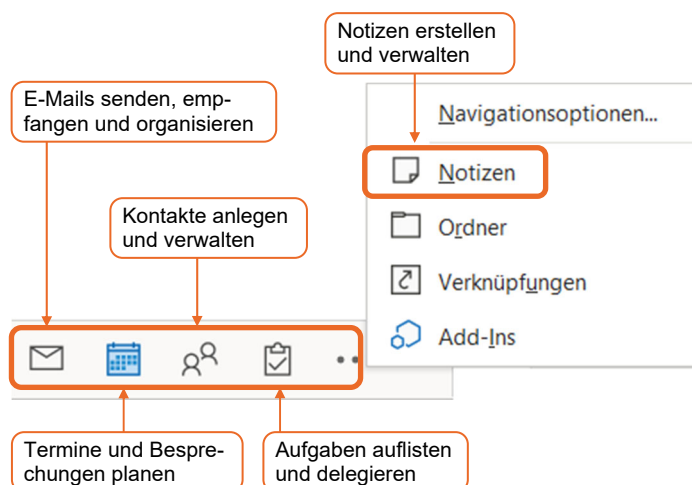 Notizen erstellen
und verwalten
E-Mails senden, emp-
fangen und organisieren
Navigationsoptionen...
Notizen
Kontakte anlegen
und verwalten
Ordner
Verknüpfungen
Add-Ins
Termine und Bespre-
chungen planen
Aufgaben auflisten
und delegieren